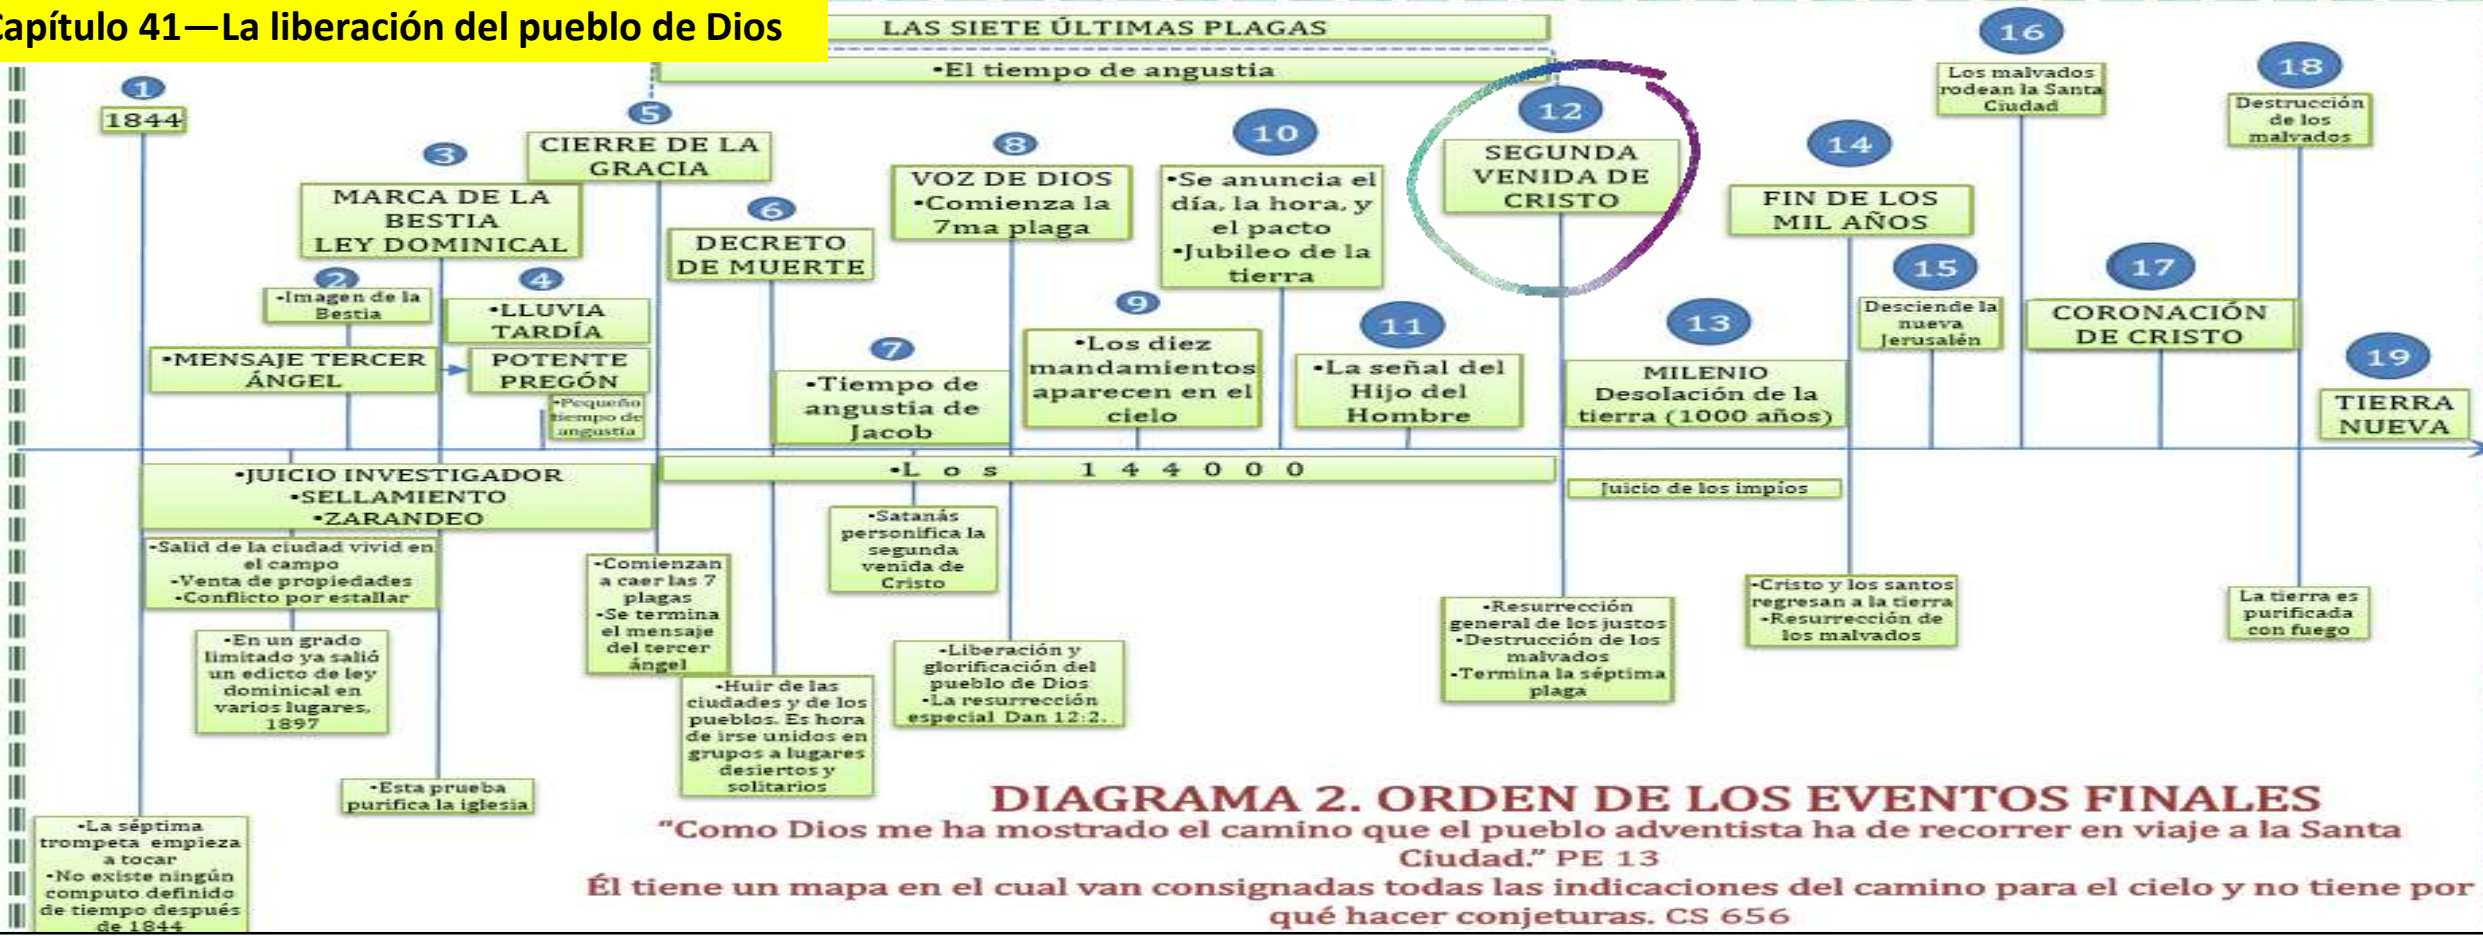 Capítulo 41—La liberación del pueblo de Dios
LAS SIETE ÚLTIMAS PLAGAS
•El tiempo de angustia
1
1844
2
•Imagen de la
Bestia
3
MARCA DE LA
BESTIA
LEY DOMINICAL
•MENSAJE TERCER
ÁNGEL
4
•LLUVIA
TARDÍA
POTENTE
PREGÓN
•Pequeño
tiempo de
angustia
5
CIERRE DE LA
GRACIA
6
DECRETO
DE MUERTE
7
•Tiempo de
angustia de
Jacob
8
VOZ DE DIOS
•Comienza la
7ma plaga
9
•Los diez
mandamientos
aparecen en el
cielo
10
•Se anuncia el
día, la hora, y
el pacto
•Jubileo de la
tierra
11
•La señal del
Hijo del
Hombre
12
SEGUNDA
VENIDA DE
CRISTO
13
MILENIO
Desolación de la
tierra (1000 años)
14
FIN DE LOS
MIL AÑOS
15
Desciende la
nueva
Jerusalén
16
Los malvados
rodean la Santa
Ciudad
17
CORONACIÓN
DE CRISTO
18
Destrucción
de los
malvados
19
TIERRA
NUEVA
•JUICIO INVESTIGADOR
•SELLAMIENTO
•ZARANDEO
•Los 144000
Juicio de los impíos
•Salid de la ciudad vivid en
el campo
•Venta de propiedades
•Conflicto por estallar
•En un grado
limitado ya salió
un edicto de ley
dominical en
varios lugares,
1897
•Esta prueba
purifica la iglesia
•La séptima
trompeta empieza
a tocar
•No existe ningún
computo definido
de tiempo después
de 1844
•Comienzan
a caer las 7
plagas
•Se termina
el mensaje
del tercer
ángel
•Huir de las
ciudades y de los
pueblos. Es hora
de irse unidos en
grupos a lugares
desiertos y
solitarios
•Satanás
personifica la
segunda
venida de
Cristo
•Liberación y
glorificación del
pueblo de Dios
•La resurrección
especial Dan 12:2.
•Resurrección
general de los justos
•Destrucción de los
malvados
•Termina la séptima
plaga
•Cristo y los santos
regresan a la tierra
•Resurrección de
los malvados
La tierra es
purificada
con fuego
DIAGRAMA 2. ORDEN DE LOS EVENTOS FINALES
"Como Dios me ha mostrado el camino que el pueblo adventista ha de recorrer en viaje a la Santa
Ciudad." PE 13
Él tiene un mapa en el cual van consignadas todas las indicaciones del camino para el cielo y no tiene por
qué hacer conjeturas. CS 656